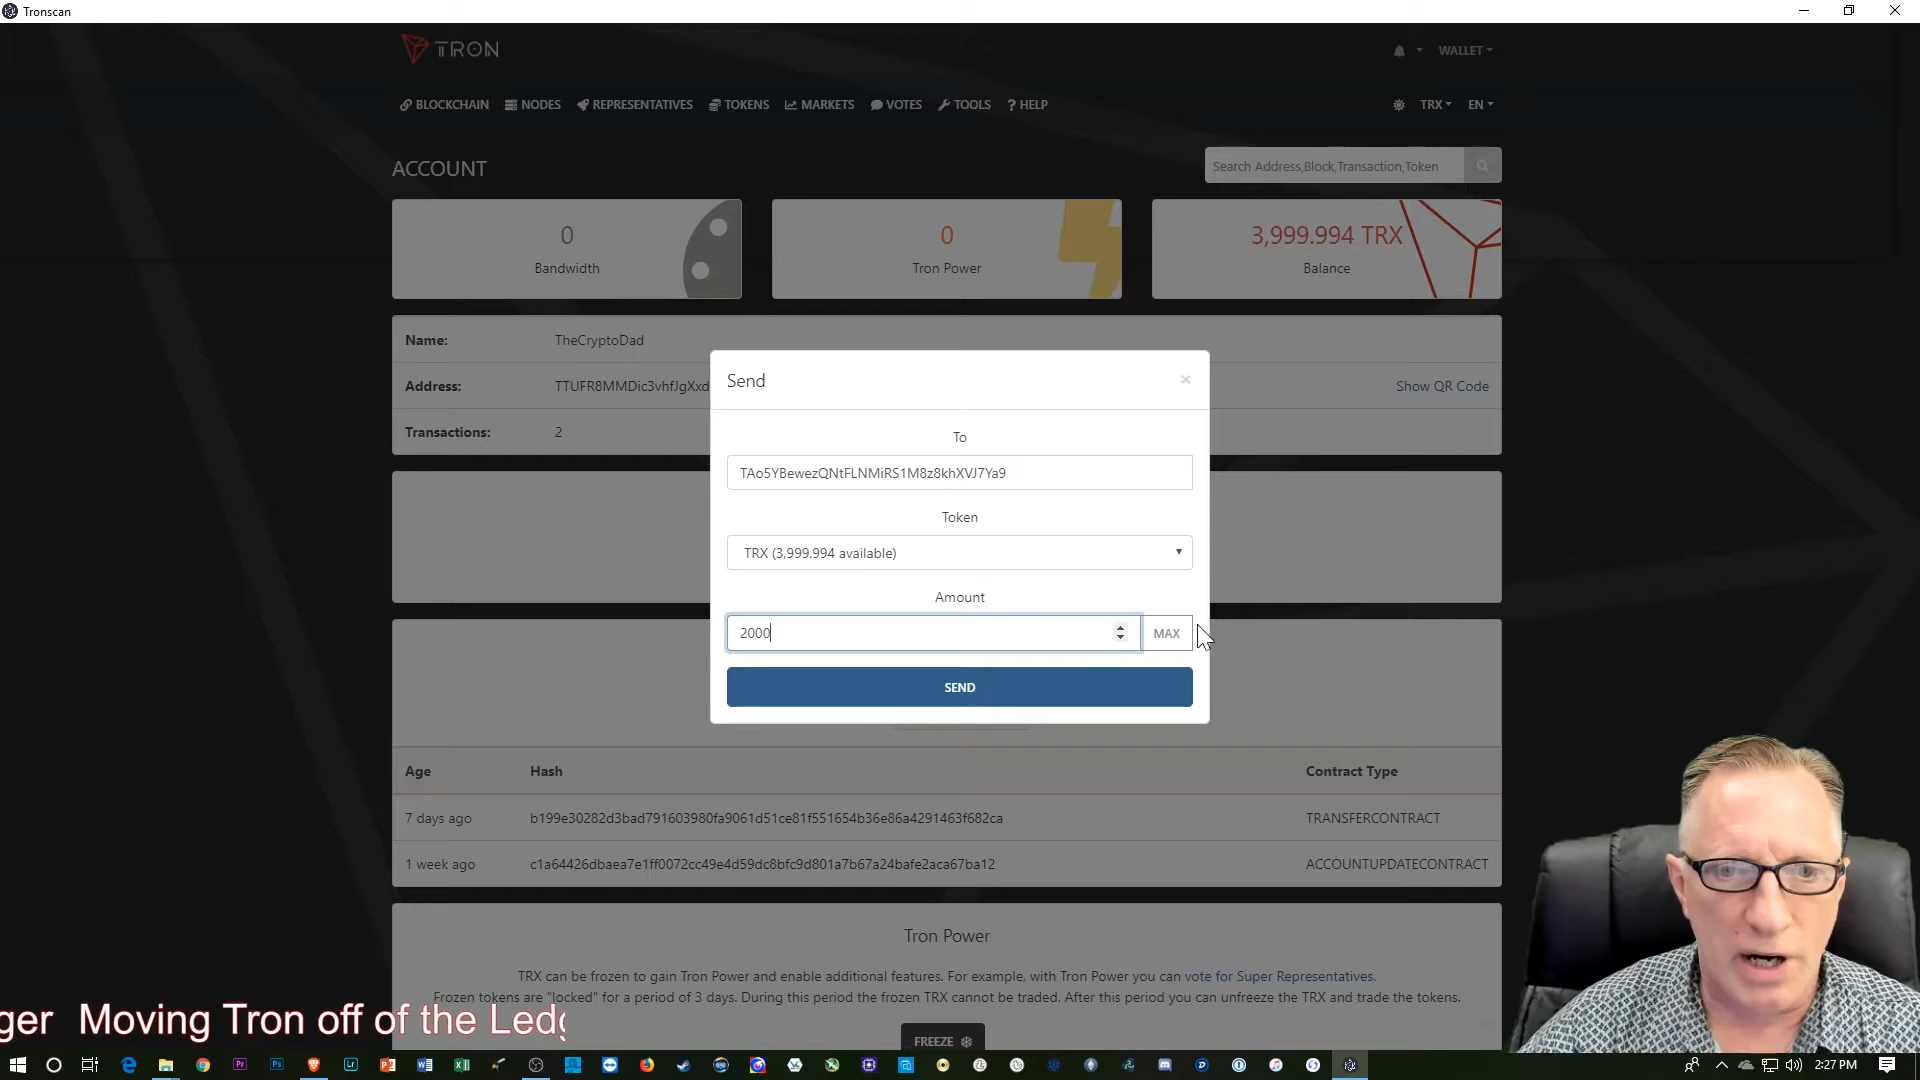 Tronscan
TRON
WALLET
BLOCKCHAIN NODES REPRESENTATIVES TOKENS MARKETS VOTES TOOLS HELP TRX EN
ACCOUNT
Search Address,Block,Transaction,Token
0
Bandwidth
0
Tron Power
3,999.994 TRX
Balance
Name: TheCryptoDad
Address: TTUFR8MMDic3vhfJgXxd
Show QR Code
Transactions: 2
Send
×
To
TAo5YBewezQNtFLNMiRS1M8z8khXVJ7Ya9
Token
TRX (3,999.994 available)
Amount
2000
MAX
SEND
Age Hash Contract Type
7 days ago b199e30282d3bad791603980fa9061d51ce81f551654b36e86a4291463f682ca TRANSFERCONTRACT
1 week ago c1a64426dbaea7e1ff0072cc49e4d59dc8bfc9d801a7b67a24bafe2aca67ba12 ACCOUNTUPDATECONTRACT
Tron Power
TRX can be frozen to gain Tron Power and enable additional features. For example, with Tron Power you can vote for Super Representatives.
Frozen tokens are "locked" for a period of 3 days. During this period the frozen TRX cannot be traded. After this period you can unfreeze the TRX and trade the tokens.
FREEZE
ger Moving Tron off of the Ledg
2:27 PM